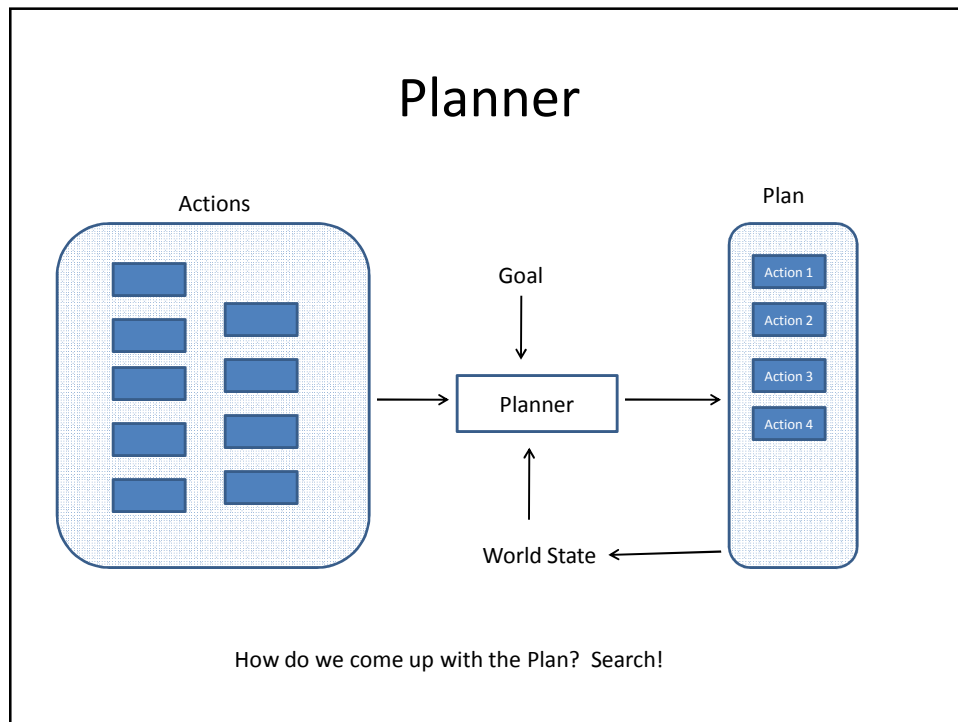 Planner
Actions
Plan
Goal
Action 1
Action 2
Action 3
Action 4
Planner
World State
How do we come up with the Plan?  Search!